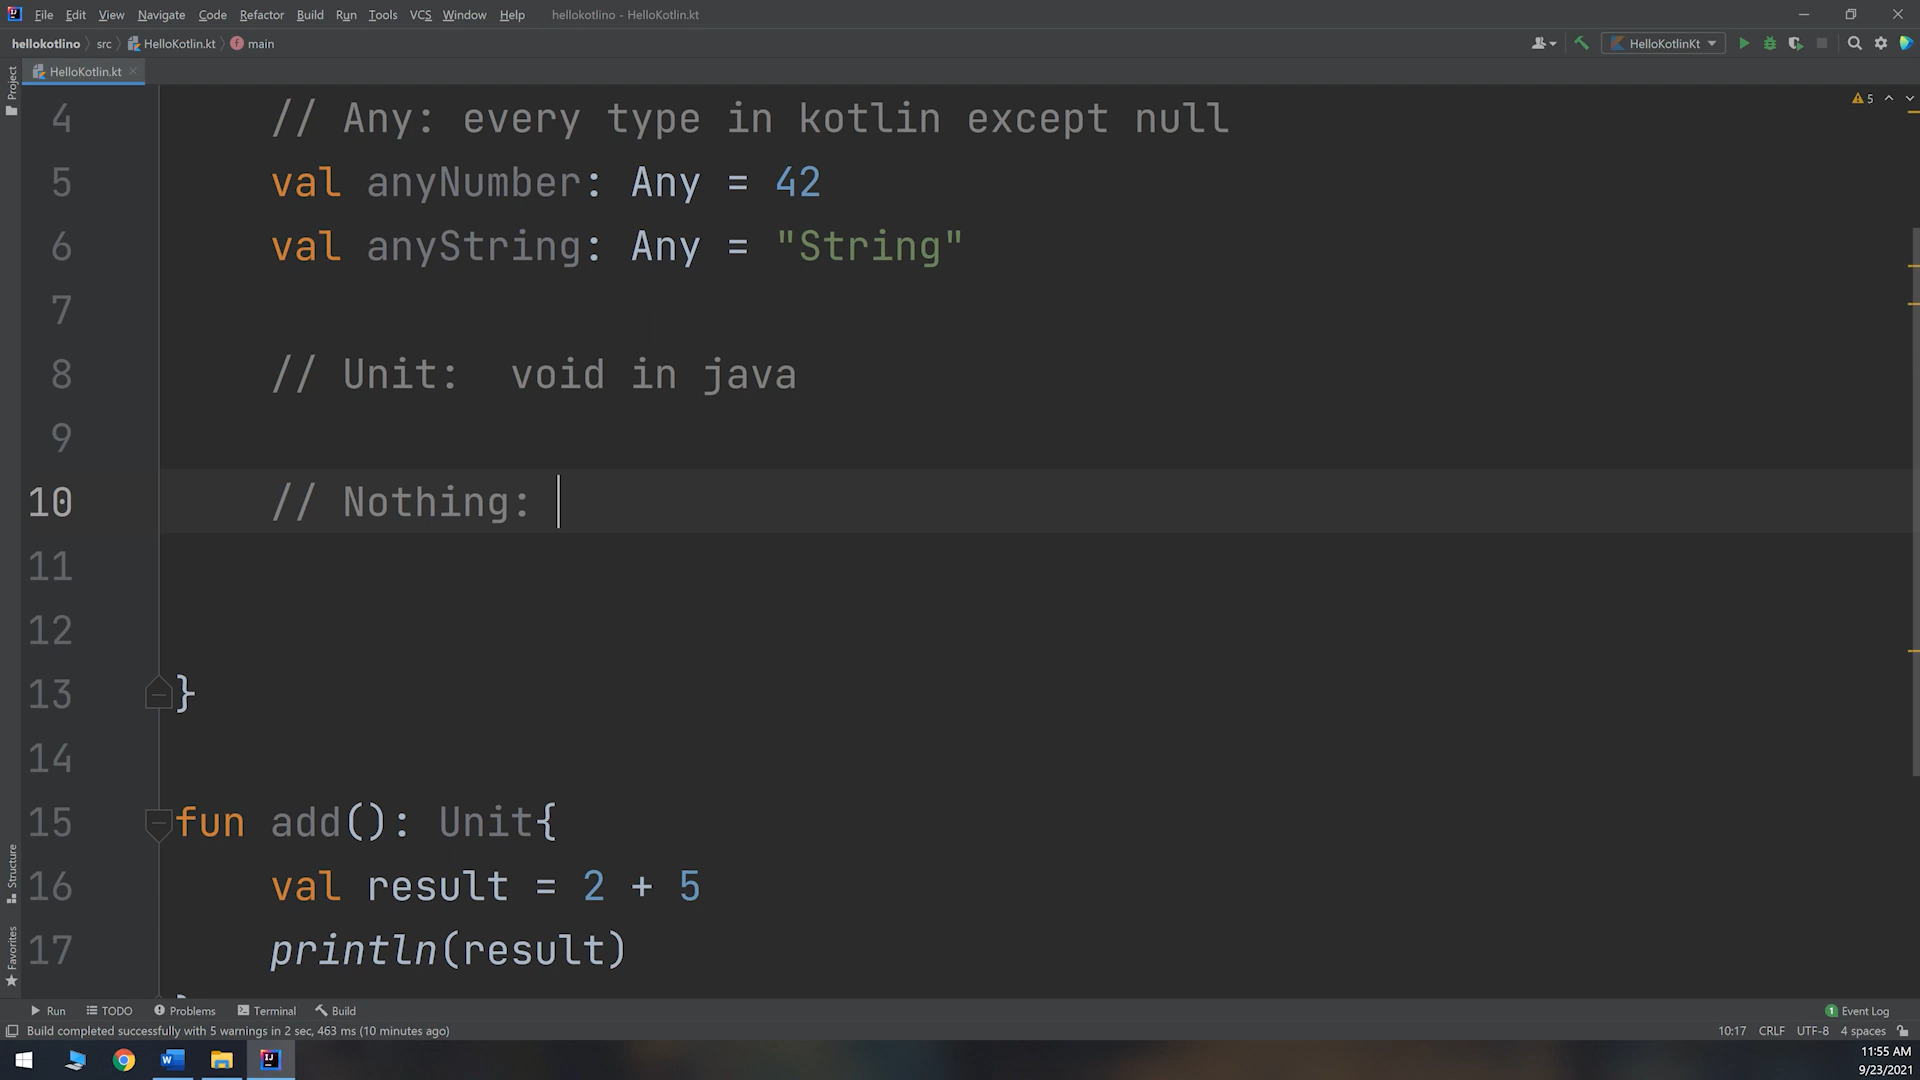 File Edit View Navigate Code Refactor Build Run Tools VCS Window Help hellokotlino - HelloKotlin.kt
hellokotlino src HelloKotlin.kt main HelloKotlinKt
Project
HelloKotlin.kt
5
4 // Any: every type in kotlin except null
5 val anyNumber: Any = 42
6 val anyString: Any = "String"
7
8 // Unit:  void in java
9
10 // Nothing:
11
12
13 }
14
15 fun add(): Unit{
16 val result = 2 + 5
17 println(result)
Structure
Favorites
Run TODO Problems Terminal Build 1 Event Log
Build completed successfully with 5 warnings in 2 sec, 463 ms (10 minutes ago) 10:17 CRLF UTF-8 4 spaces
11:55 AM
9/23/2021